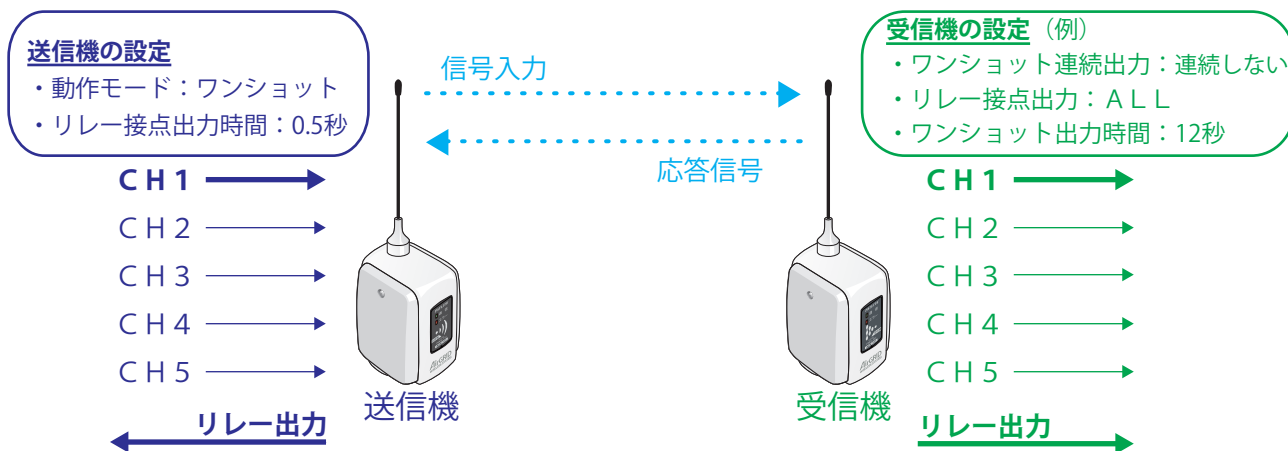 送信機の設定
・動作モード：ワンショット
・リレー接点出力時間：0.5秒
信号入力
応答信号
受信機の設定（例）
・ワンショット連続出力：連続しない
・リレー接点出力：ＡＬＬ
・ワンショット出力時間：12秒
ＣＨ1
ＣＨ2
ＣＨ3
ＣＨ4
ＣＨ5
リレー出力
送信機
受信機
ＣＨ1
ＣＨ2
ＣＨ3
ＣＨ4
ＣＨ5
リレー出力